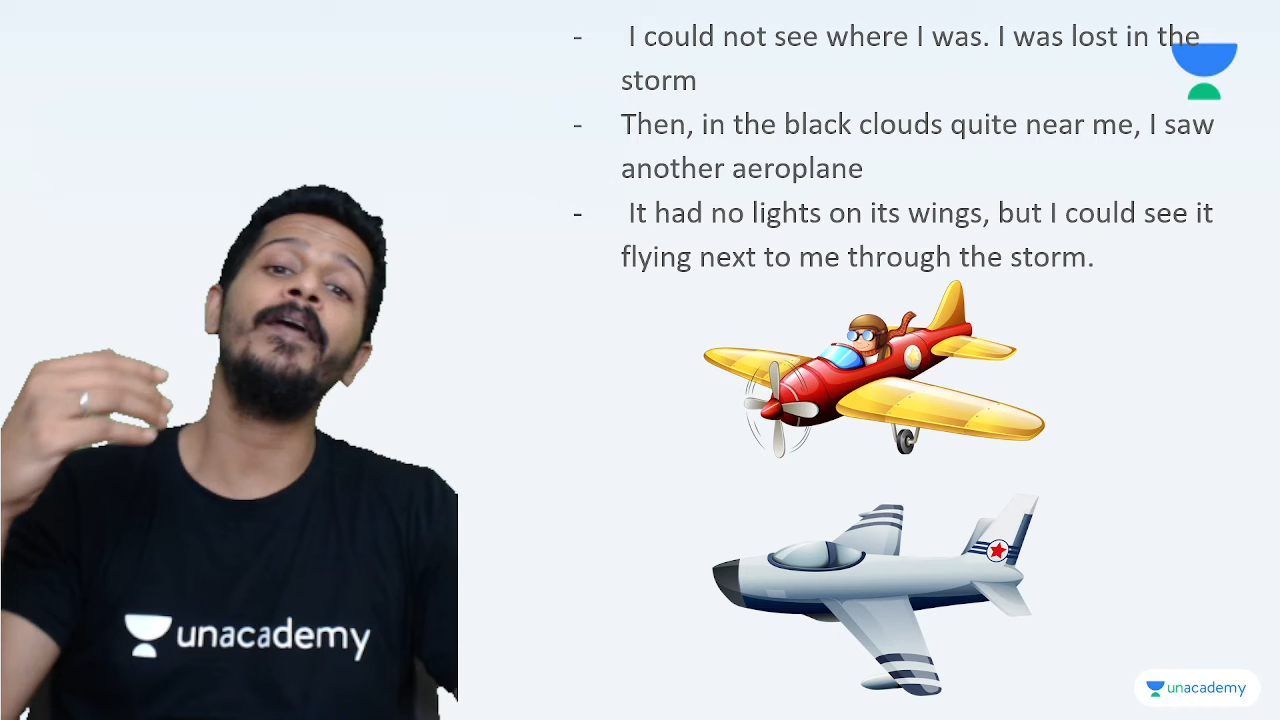 - I could not see where I was. I was lost in the
storm
- Then, in the black clouds quite near me, I saw
another aeroplane
- It had no lights on its wings, but I could see it
flying next to me through the storm.
unacademy
unacademy